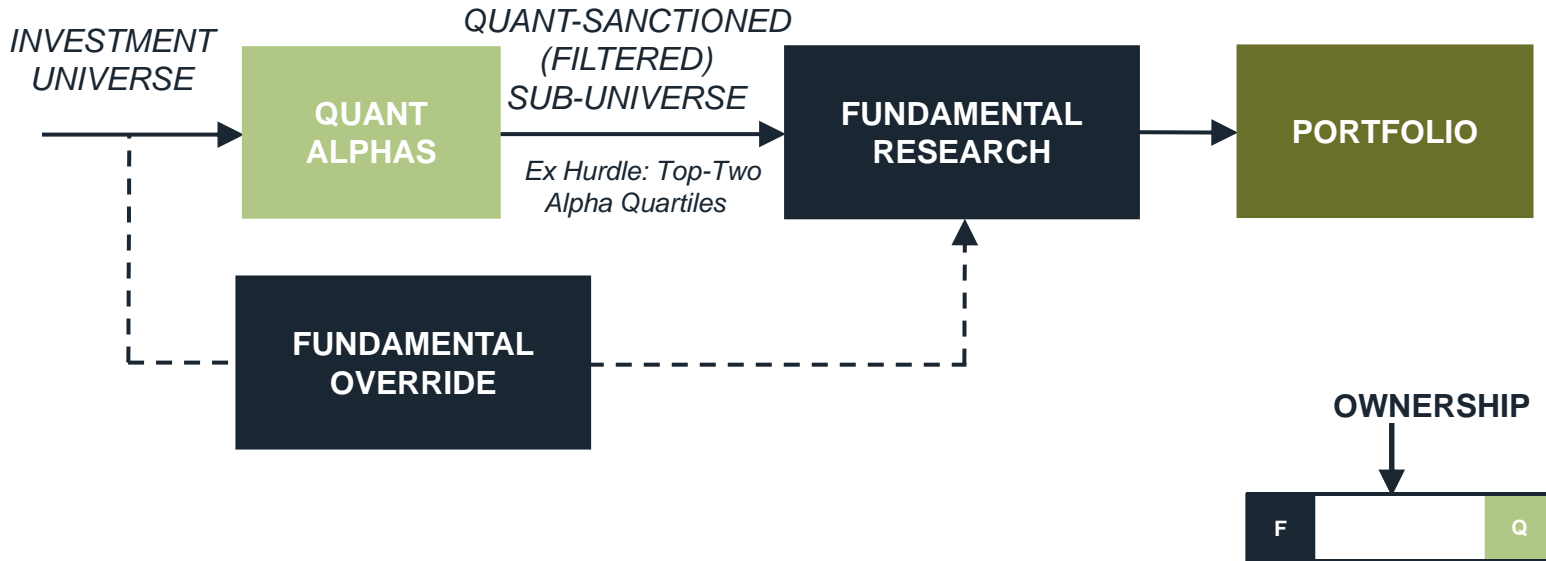 INVESTMENT
UNIVERSE
QUANT
ALPHAS
QUANT-SANCTIONED
(FILTERED)
SUB-UNIVERSE
Ex Hurdle: Top-Two
Alpha Quartiles
FUNDAMENTAL
RESEARCH
PORTFOLIO
FUNDAMENTAL
OVERRIDE
OWNERSHIP
F
Q